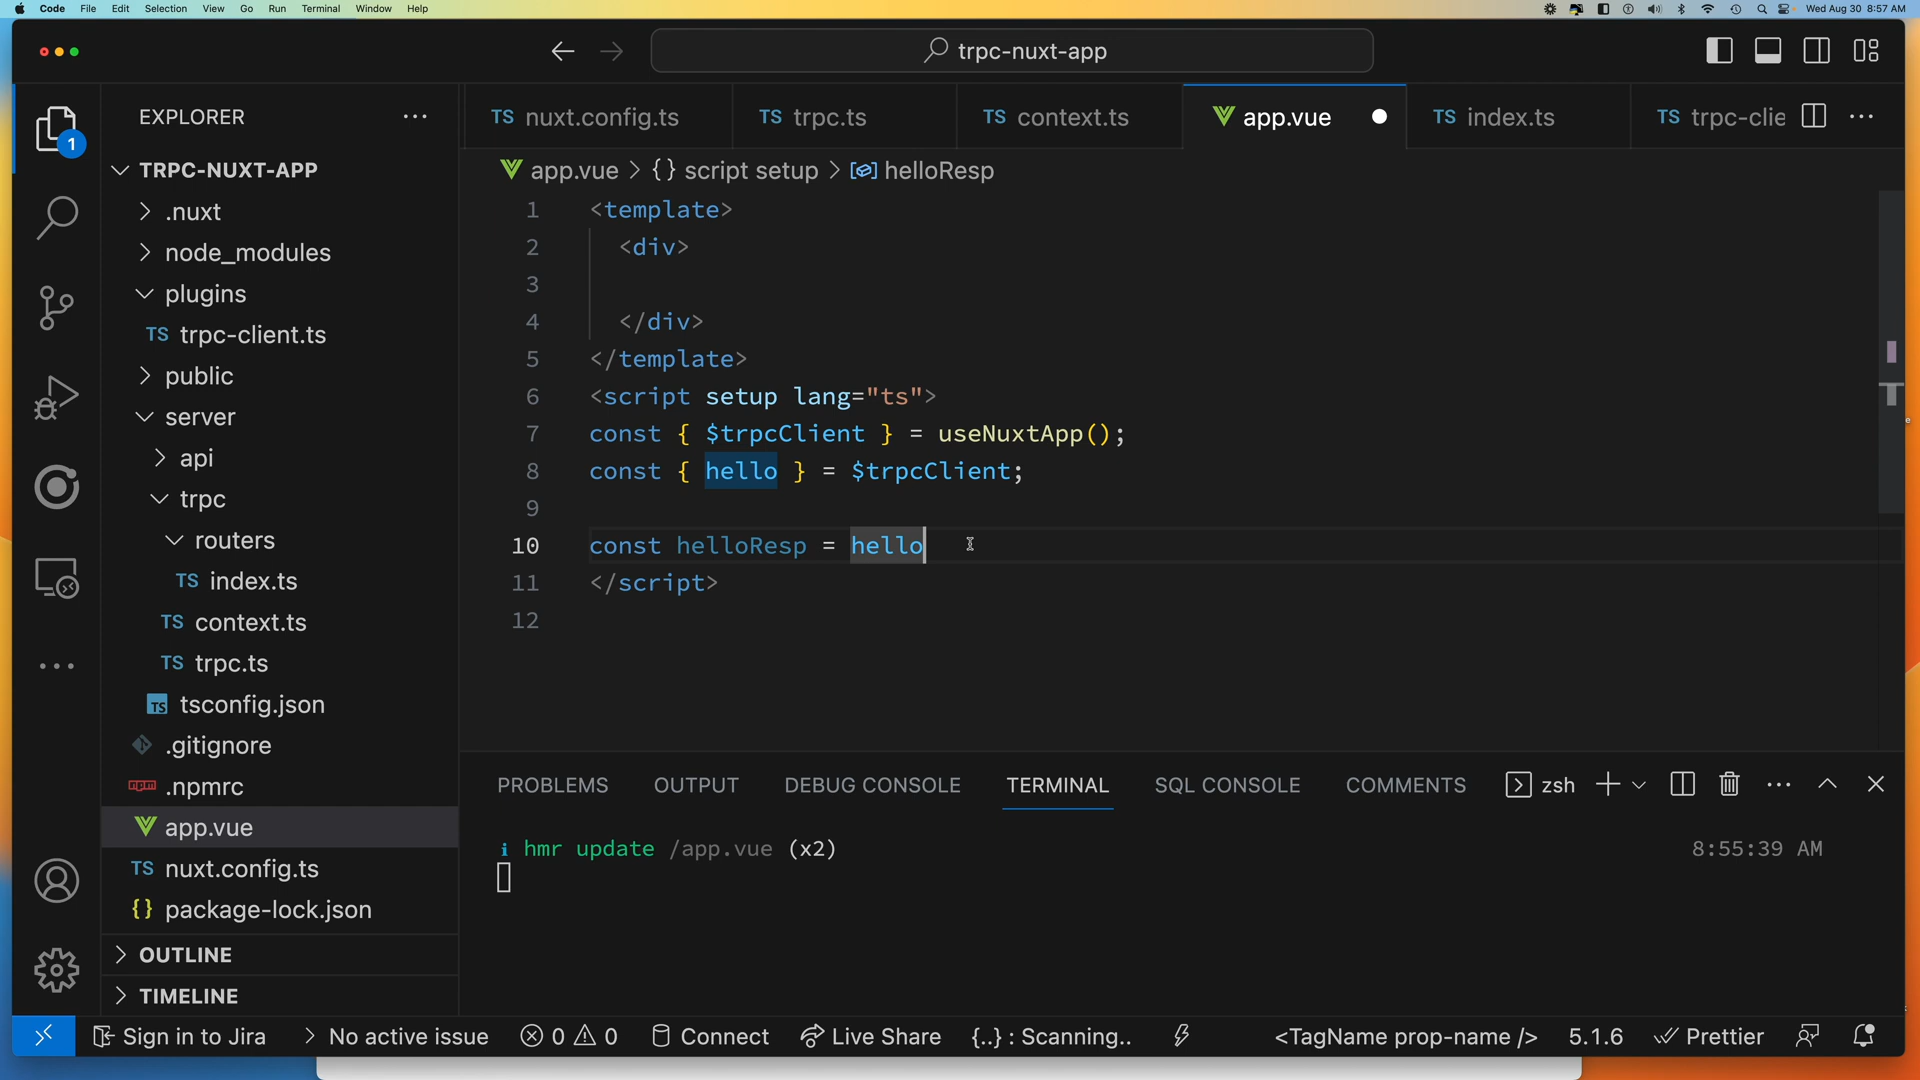 Code File Edit Selection View Go Run Terminal Window Help Wed Aug 30 8:57 AM
trpc-nuxt-app
EXPLORER
1
TRPC-NUXT-APP
.nuxt
node_modules
plugins
TS trpc-client.ts
public
server
api
trpc
routers
TS index.ts
TS context.ts
TS trpc.ts
TS tsconfig.json
.gitignore
npm .npmrc
app.vue
TS nuxt.config.ts
{} package-lock.json
OUTLINE
TIMELINE
TS nuxt.config.ts TS trpc.ts TS context.ts app.vue TS index.ts TS trpc-clie
app.vue > {} script setup > helloResp
1 <template>
2 <div>
3
4 </div>
5 </template>
6 <script setup lang="ts">
7 const { $trpcClient } = useNuxtApp();
8 const { hello } = $trpcClient;
9
10 const helloResp = hello
11 </script>
12
PROBLEMS OUTPUT DEBUG CONSOLE TERMINAL SQL CONSOLE COMMENTS zsh
i hmr update /app.vue (x2) 8:55:39 AM
Sign in to Jira > No active issue 0 0 Connect Live Share {..} : Scanning.. <TagName prop-name /> 5.1.6 Prettier